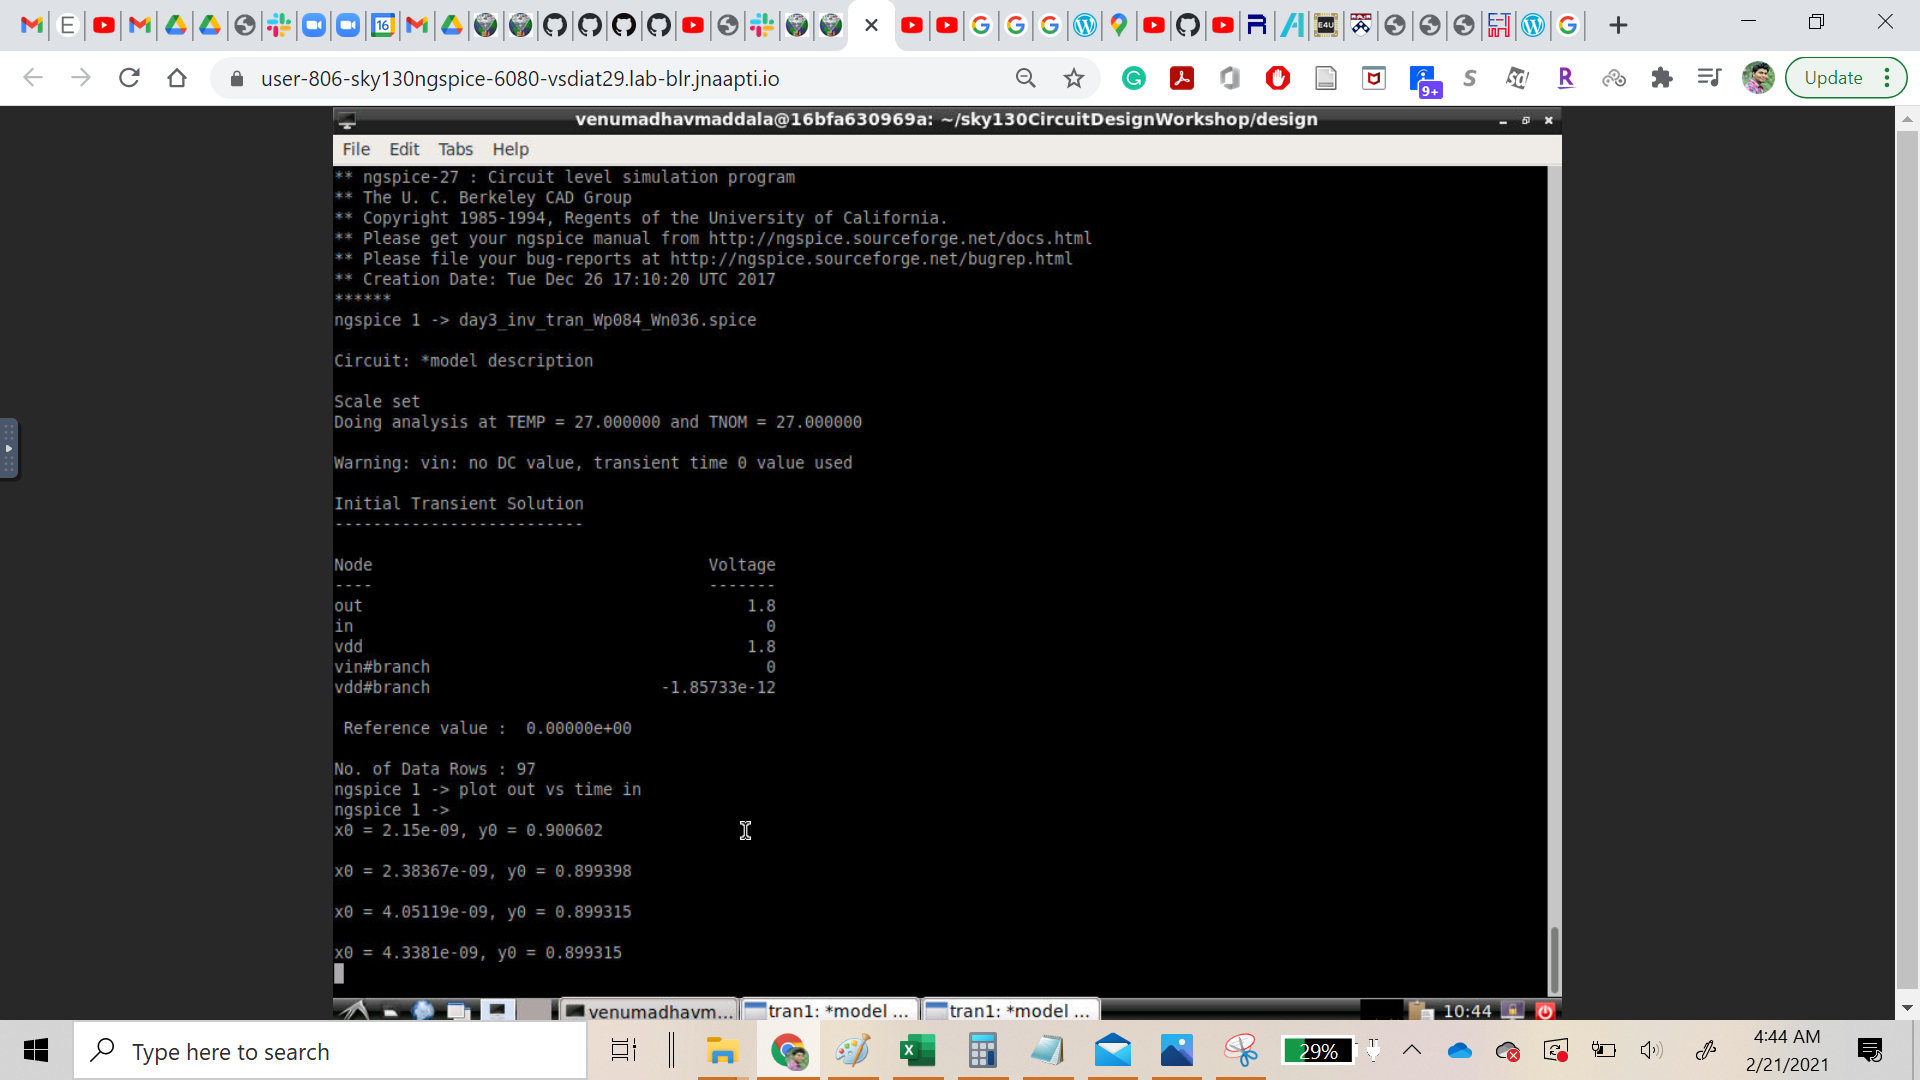 user-806-sky130ngspice-6080-vsdiat29.lab-blr.jnaapti.io
9+
Update
venumadhavmaddala@16bfa630969a: ~/sky130CircuitDesignWorkshop/design
File Edit Tabs Help
** ngspice-27 : Circuit level simulation program
** The U. C. Berkeley CAD Group
** Copyright 1985-1994, Regents of the University of California.
** Please get your ngspice manual from http://ngspice.sourceforge.net/docs.html
** Please file your bug-reports at http://ngspice.sourceforge.net/bugrep.html
** Creation Date: Tue Dec 26 17:10:20 UTC 2017
******
ngspice 1 -> day3_inv_tran_Wp084_Wn036.spice
Circuit: *model description
Scale set
Doing analysis at TEMP = 27.000000 and TNOM = 27.000000
Warning: vin: no DC value, transient time 0 value used
Initial Transient Solution
--------------------------
Node Voltage
---- -------
out 1.8
in 0
vdd 1.8
vin#branch 0
vdd#branch -1.85733e-12
Reference value : 0.00000e+00
No. of Data Rows : 97
ngspice 1 -> plot out vs time in
ngspice 1 ->
x0 = 2.15e-09, y0 = 0.900602
x0 = 2.38367e-09, y0 = 0.899398
x0 = 4.05119e-09, y0 = 0.899315
x0 = 4.3381e-09, y0 = 0.899315
venumadhavm... tran1: *model ... tran1: *model ... 10:44
Type here to search
29%
4:44 AM
2/21/2021